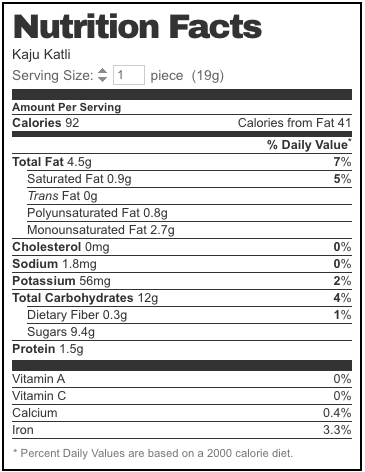 Nutrition Facts
Kaju Katli
Serving Size: 1 piece (19g)
Amount Per Serving
Calories 92 Calories from Fat 41
% Daily Value*
Total Fat 4.5g 7%
Saturated Fat 0.9g 5%
Trans Fat 0g
Polyunsaturated Fat 0.8g
Monounsaturated Fat 2.7g
Cholesterol 0mg 0%
Sodium 1.8mg 0%
Potassium 56mg 2%
Total Carbohydrates 12g 4%
Dietary Fiber 0.3g 1%
Sugars 9.4g
Protein 1.5g
Vitamin A 0%
Vitamin C 0%
Calcium 0.4%
Iron 3.3%
* Percent Daily Values are based on a 2000 calorie diet.